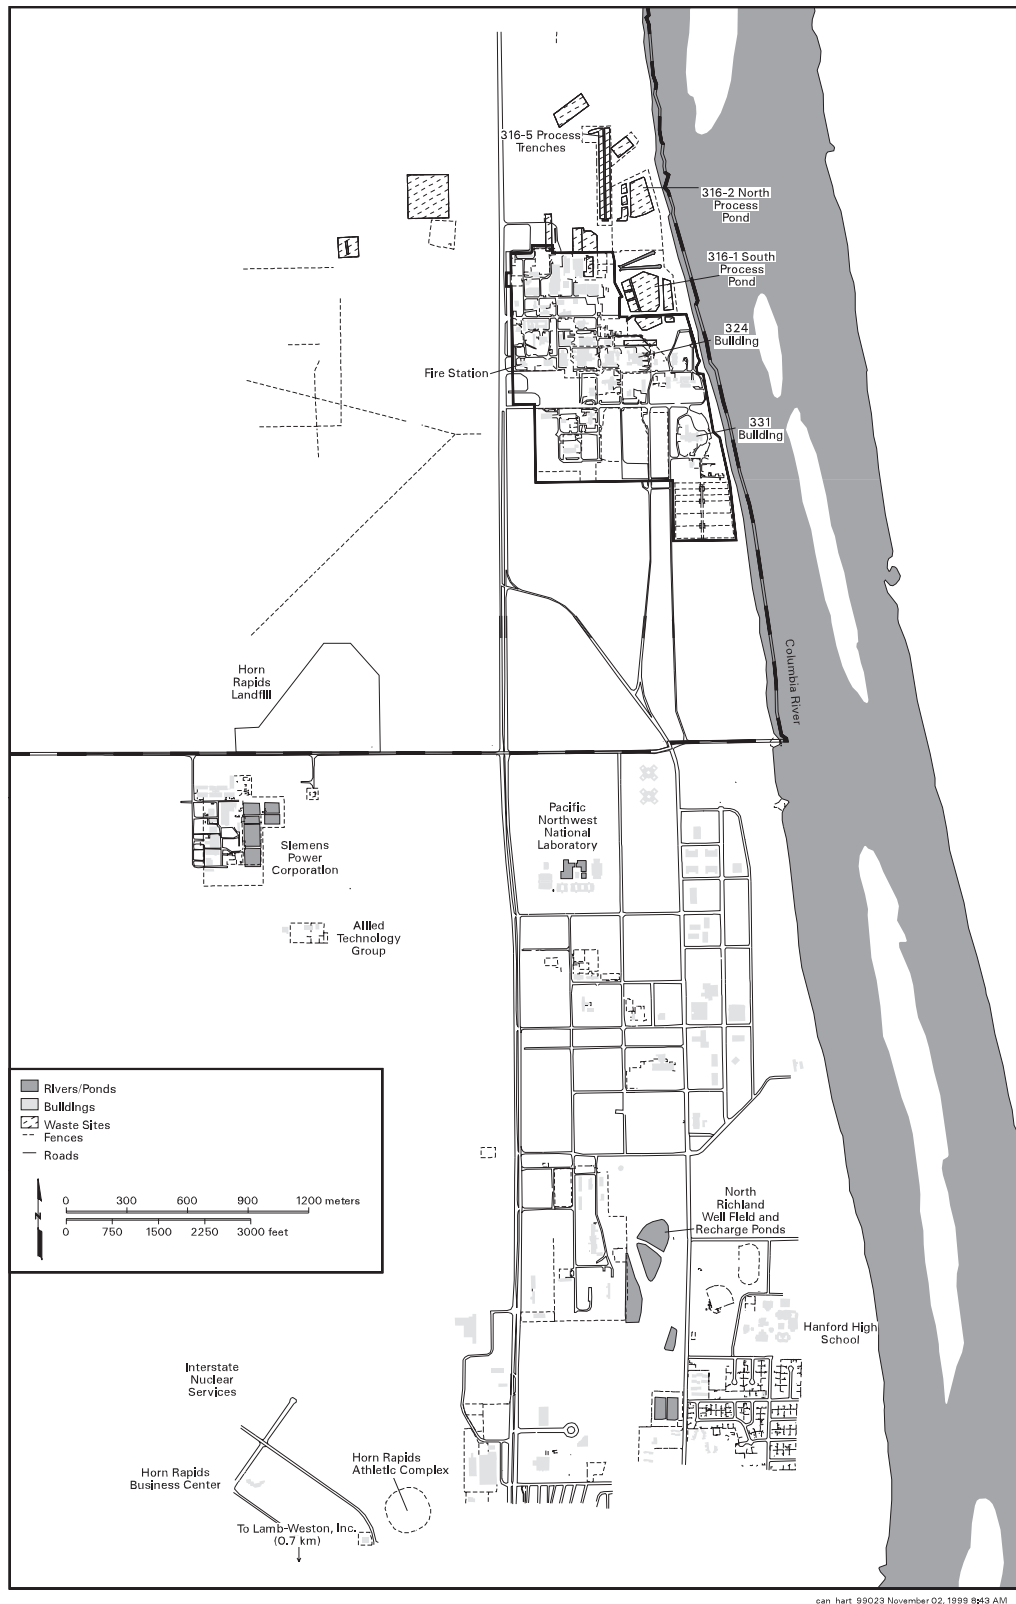 316-5 Process
Trenches
316-2 North
Process
Pond
316-1 South
Process
Pond
324
Building
Fire Station
331
Building
Columbia River
Horn
Rapids
Landfill
Pacific
Northwest
National
Laboratory
Siemens
Power
Corporation
Allied
Technology
Group
Rivers/Ponds
Buildings
Waste Sites
Fences
Roads
N
0 300 600 900 1200 meters
0 750 1500 2250 3000 feet
North
Richland
Well Field and
Recharge Ponds
Hanford High
School
Interstate
Nuclear
Services
Horn Rapids
Business Center
Horn Rapids
Athletic Complex
To Lamb-Weston, Inc.
(0.7 km)
can_hart 99023 November 02, 1999 8:43 AM